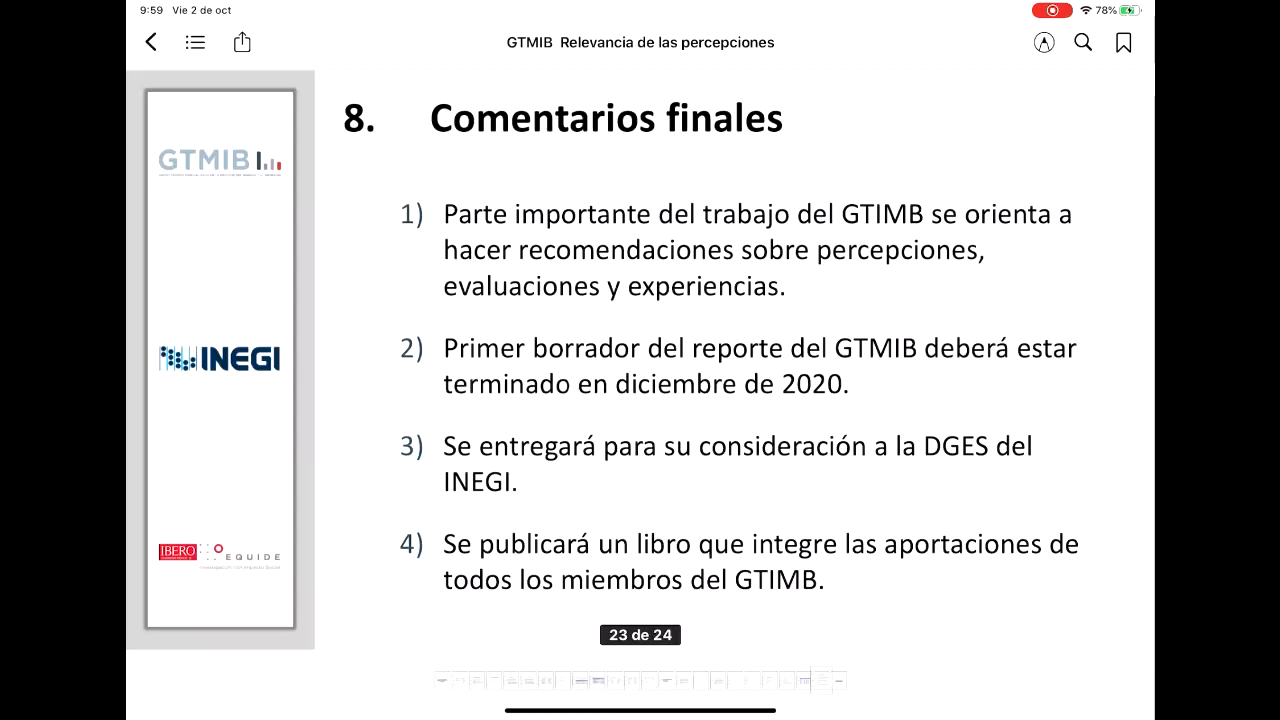 9:59 Vie 2 de oct
78%
GTMIB Relevancia de las percepciones
8. Comentarios finales
GTMIB
1) Parte importante del trabajo del GTIMB se orienta a
hacer recomendaciones sobre percepciones,
evaluaciones y experiencias.
INEGI
2) Primer borrador del reporte del GTMIB deberá estar
terminado en diciembre de 2020.
3) Se entregará para su consideración a la DGES del
INEGI.
IBERO
EQUIDE
4) Se publicará un libro que integre las aportaciones de
todos los miembros del GTIMB.
23 de 24